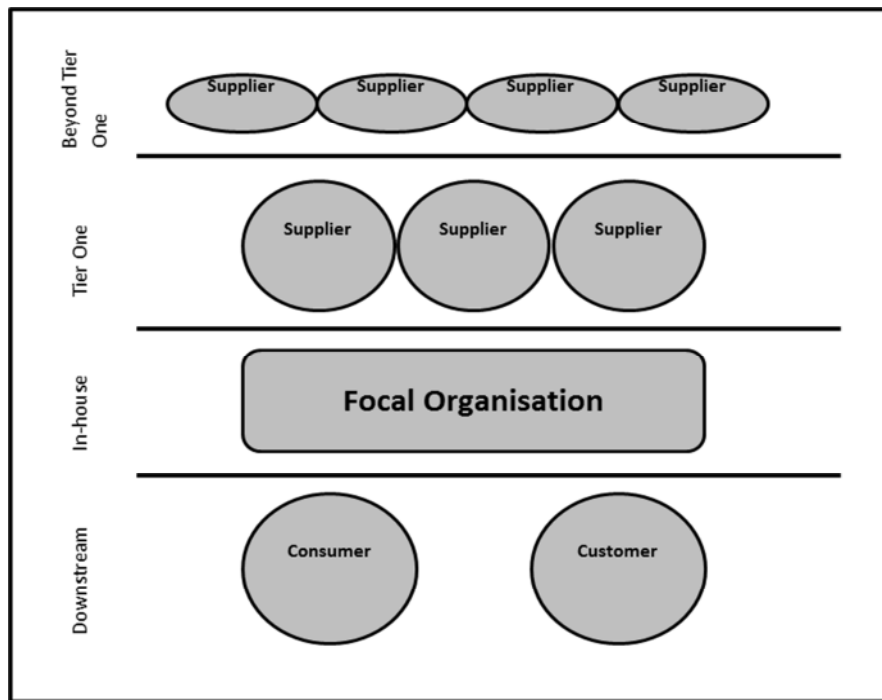 Beyond Tier
One
Supplier
Supplier
Supplier
Supplier
Tier One
Supplier
Supplier
Supplier
In-house
Focal Organisation
Downstream
Consumer
Customer